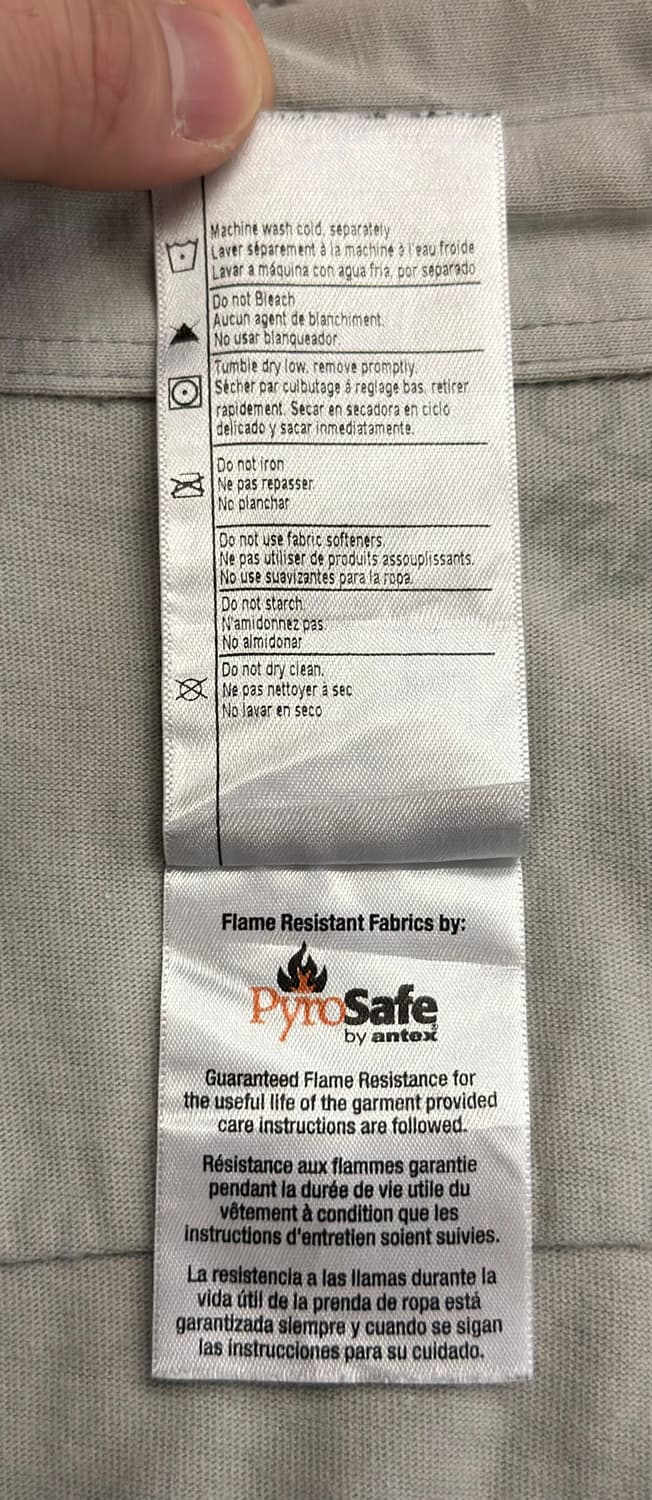 Machine wash cold, separately
Laver séparement à la machine à l'eau froide
Lavar a máquina con agua fria, por separado
Do not Bleach
Aucun agent de blanchiment.
No usar blanqueador
Tumble dry low, remove promptly.
Sécher par culbutage á reglage bas, retirer
rapidement. Secar en secadora en ciclo
delicado y sacar inmediatamente.
Do not iron
Ne pas repasser
No planchar
Do not use fabric softeners.
Ne pas utiliser de produits assouplissants.
No use suavizantes para la ropa.
Do not starch.
N'amidonnez pas.
No almidonar
Do not dry clean.
Ne pas nettoyer à sec
No lavar en seco
Flame Resistant Fabrics by:
PyroSafe
by antex®
Guaranteed Flame Resistance for
the useful life of the garment provided
care instructions are followed.
Résistance aux flammes garantie
pendant la durée de vie utile du
vêtement à condition que les
instructions d'entretien soient suivies.
La resistencia a las llamas durante la
vida útil de la prenda de ropa está
garantizada siempre y cuando se sigan
las instrucciones para su cuidado.